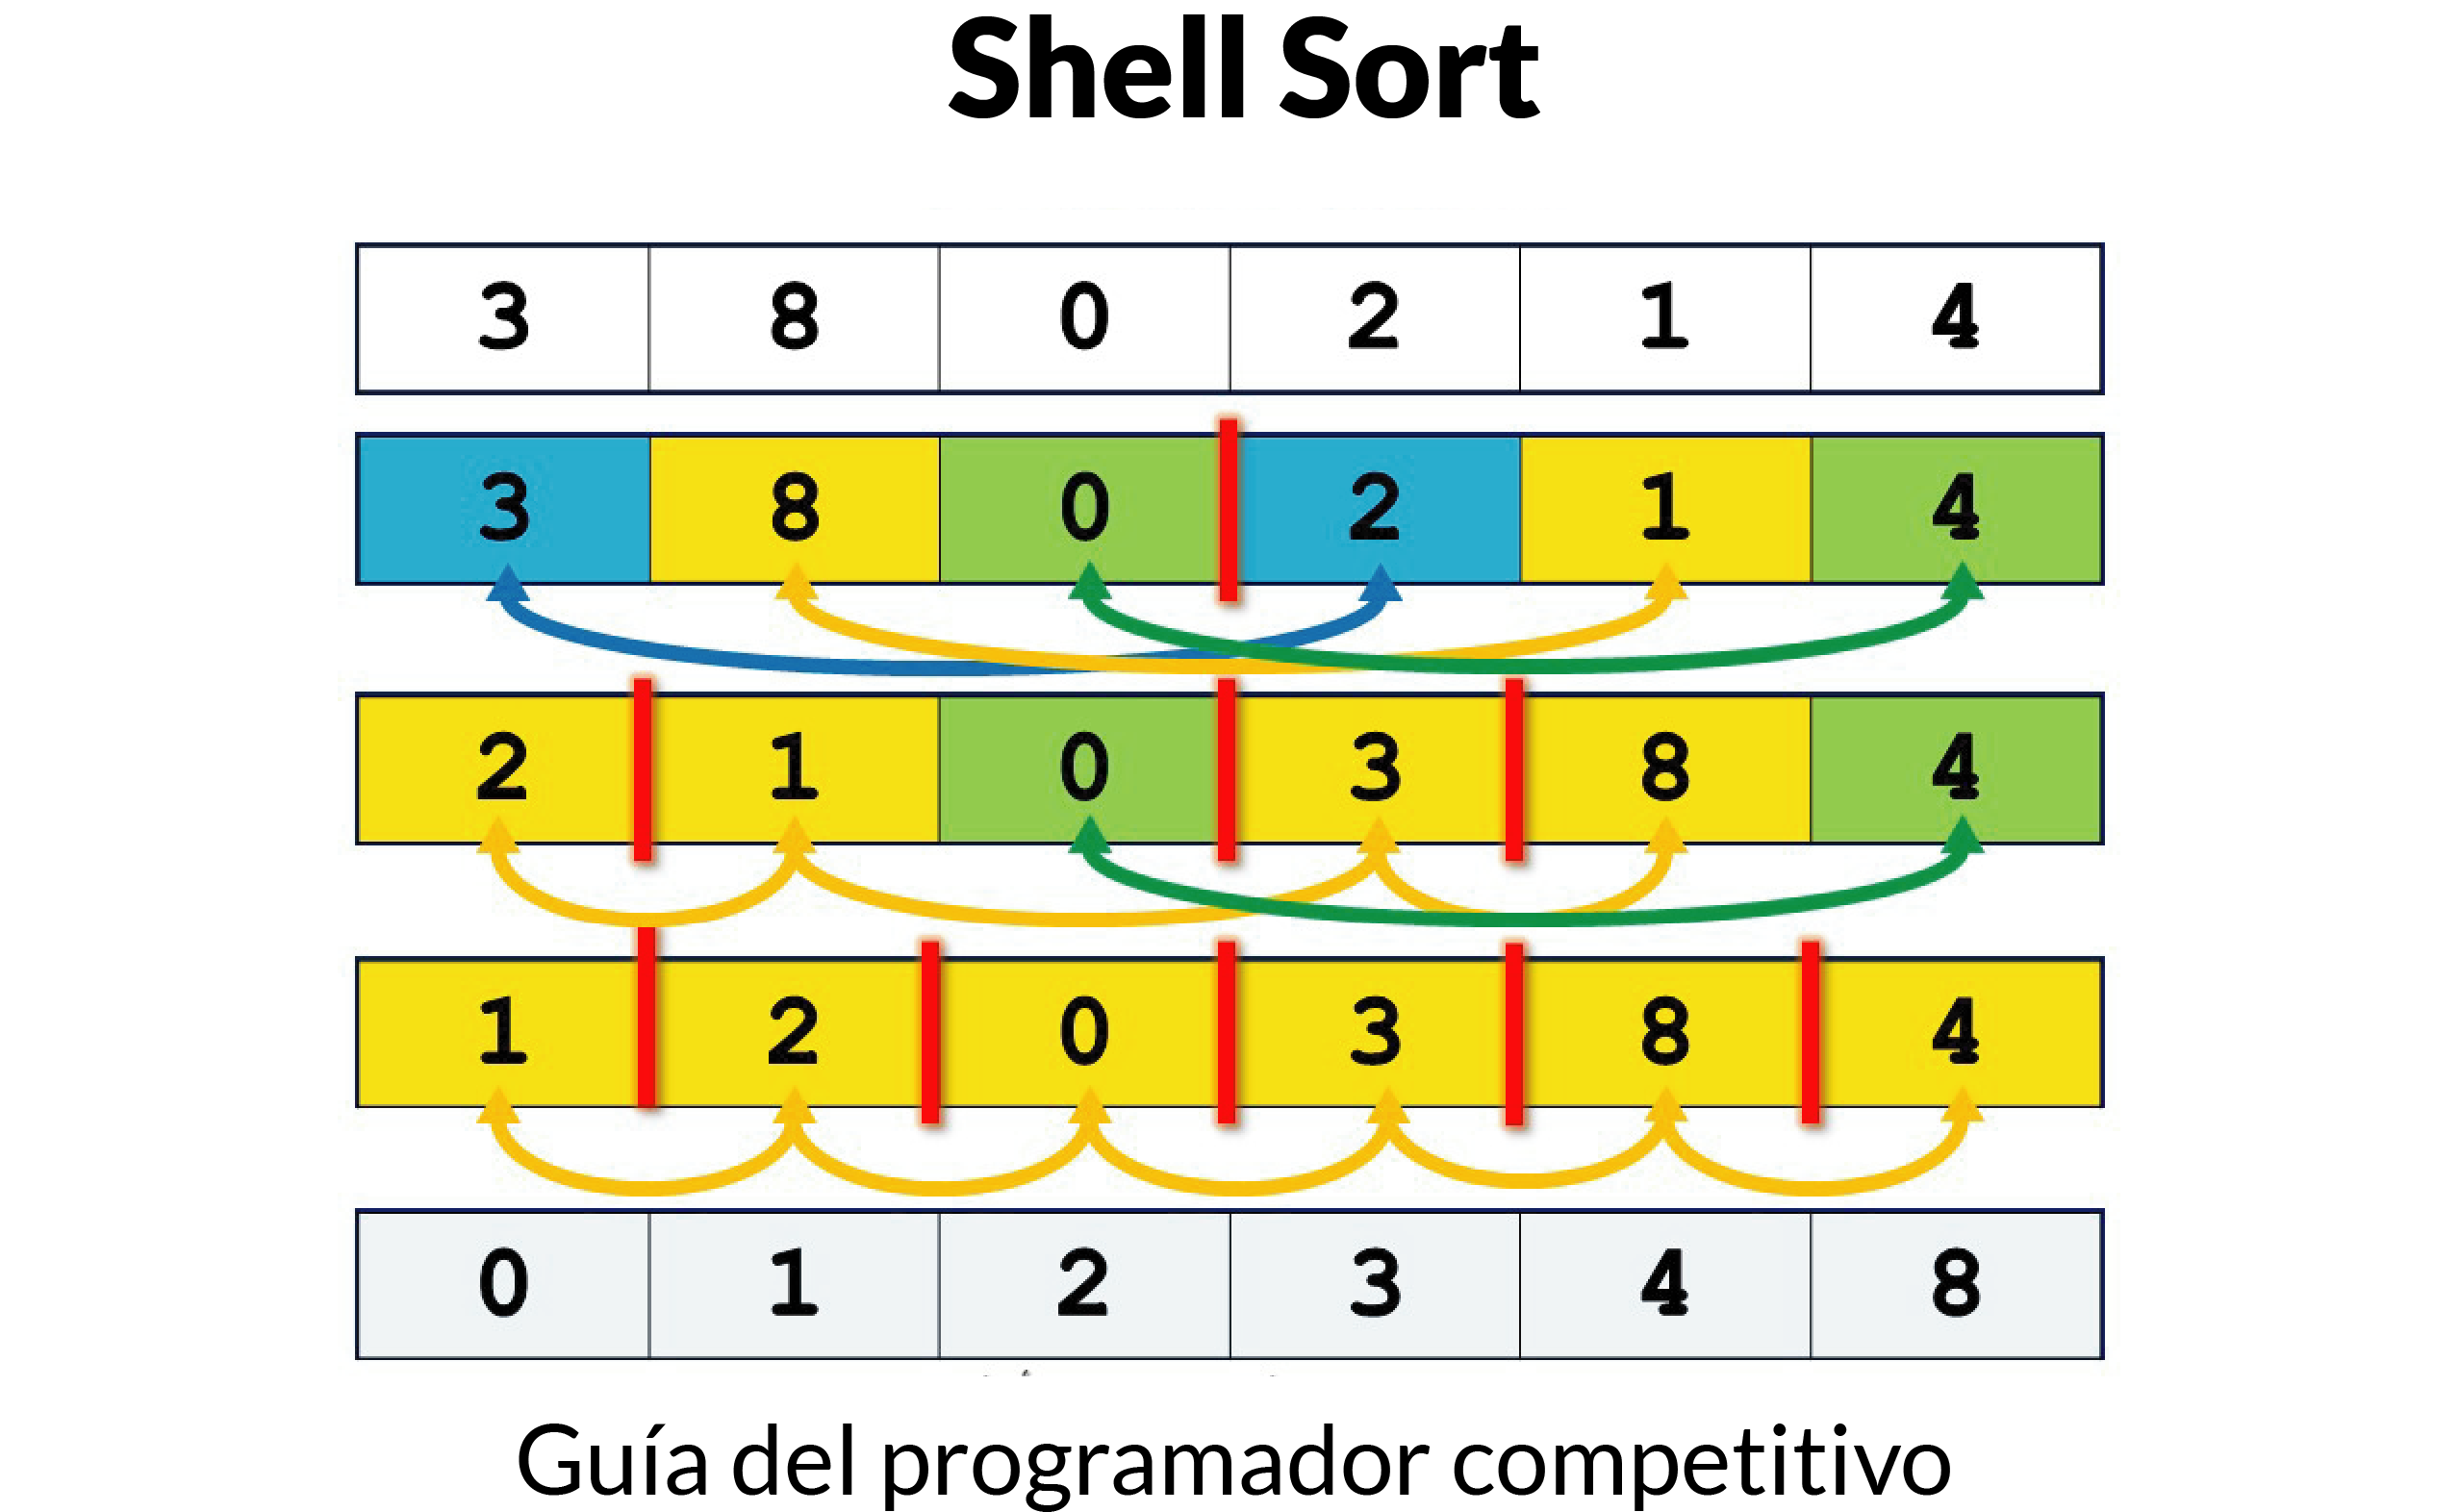 Shell Sort
3 8 0 2 1 4
3 8 0 2 1 4
2 1 0 3 8 4
1 2 0 3 8 4
0 1 2 3 4 8
Guía del programador competitivo